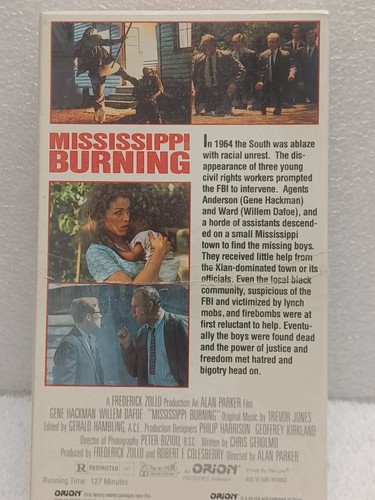 MISSISSIPPI
BURNING
In 1964 the South was ablaze
with racial unrest. The dis-
appearance of three young
civil rights workers prompted
the FBI to intervene. Agents
Anderson (Gene Hackman)
and Ward (Willem Dafoe), and
a horde of assistants descend-
ed on a small Mississippi
town to find the missing boys.
They received little help from
the Klan-dominated town or its
officials. Even the local black
community, suspicious of the
FBI and victimized by lynch
mobs, and firebombs were at
first reluctant to help. Eventu-
ally the boys were found dead
and the power of justice and
freedom met hatred and
bigotry head on.
A FREDERICK ZOLLO Production An ALAN PARKER Film
GENE HACKMAN WILLEM DAFOE "MISSISSIPPI BURNING" Original Music by TREVOR JONES
Edited by GERALD HAMBLING, A.C.E. Production Designers PHILIP HARRISON GEOFFREY KIRKLAND
Director of Photography PETER BIZIOU, B.S.C. Written by CHRIS GEROLMO
Produced by FREDERICK ZOLLO and ROBERT F. COLESBERRY Directed by ALAN PARKER
R RESTRICTED
AN ORION PICTURES RELEASE
Running Time: 127 Minutes
ORION
ORION